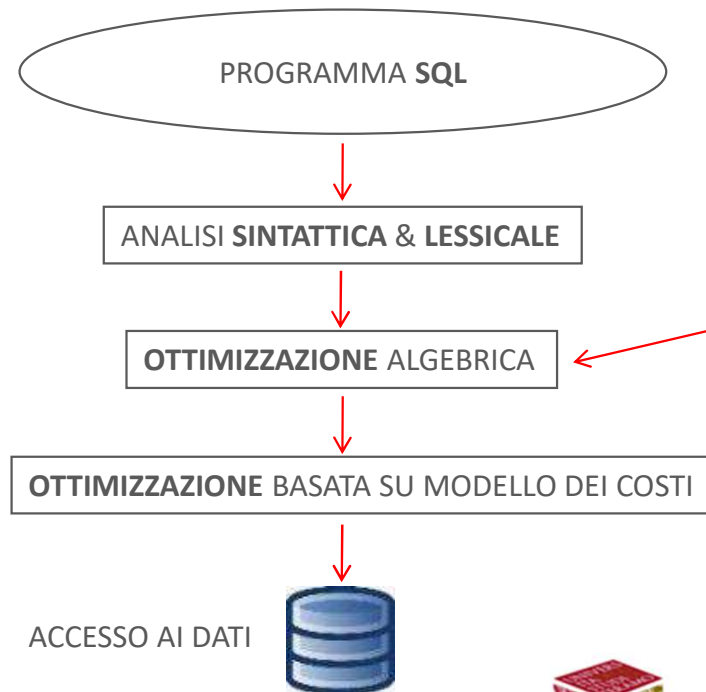 PROGRAMMA SQL
ANALISI SINTATTICA & LESSICALE
OTTIMIZZAZIONE ALGEBRICA
OTTIMIZZAZIONE BASATA SU MODELLO DEI COSTI
ACCESSO AI DATI